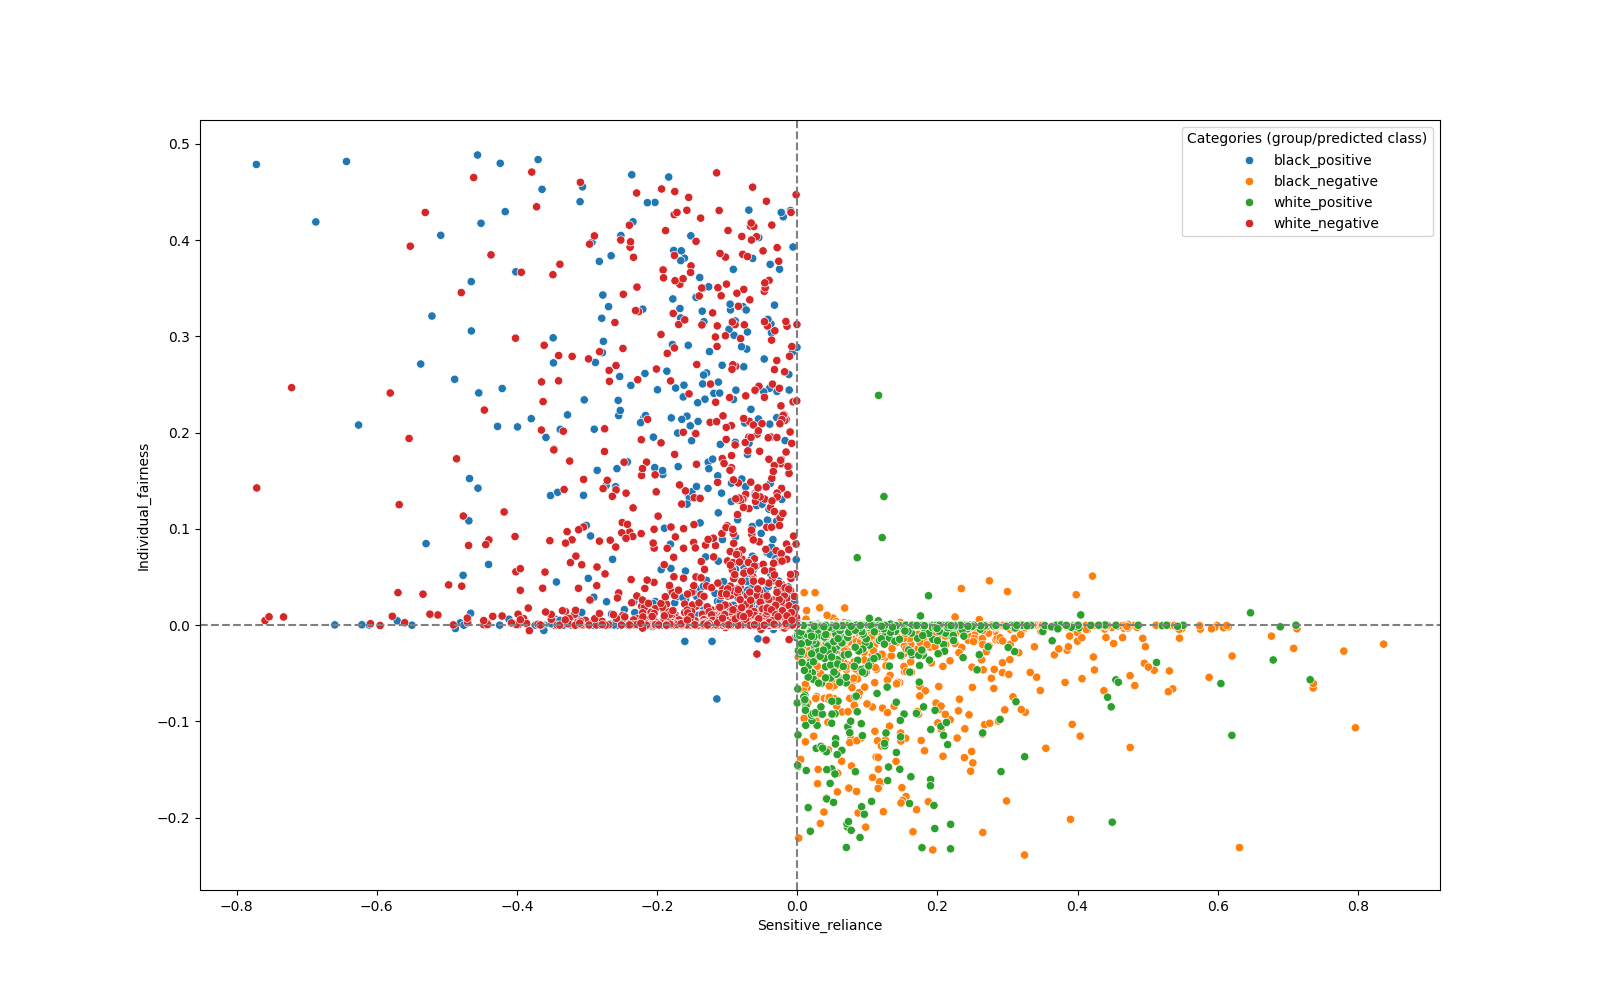 Categories (group/predicted class)
black_positive
black_negative
white_positive
white_negative
0.5
0.4
0.3
0.2
0.1
0.0
−0.1
−0.2
Individual_fairness
−0.8
−0.6
−0.4
−0.2
0.0
0.2
0.4
0.6
0.8
Sensitive_reliance